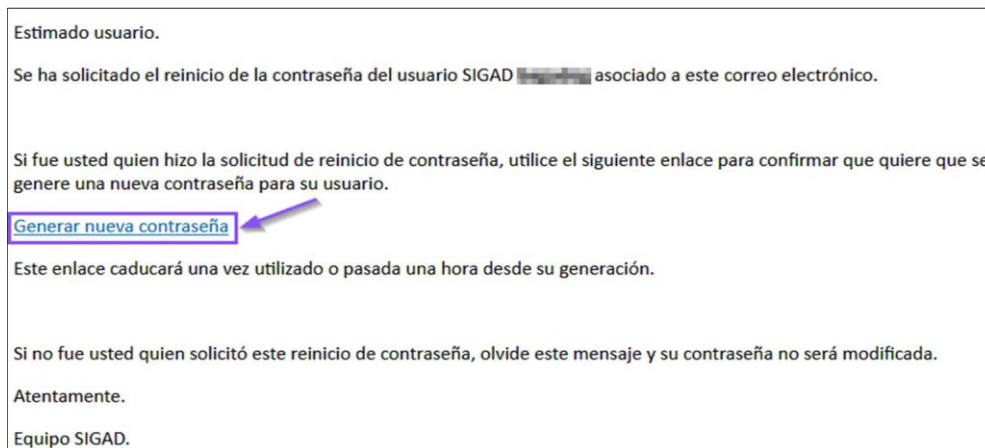 Estimado usuario.
Se ha solicitado el reinicio de la contraseña del usuario SIGAD asociado a este correo electrónico.
Si fue usted quien hizo la solicitud de reinicio de contraseña, utilice el siguiente enlace para confirmar que quiere que se
genere una nueva contraseña para su usuario.
Generar nueva contraseña
Este enlace caducará una vez utilizado o pasada una hora desde su generación.
Si no fue usted quien solicitó este reinicio de contraseña, olvide este mensaje y su contraseña no será modificada.
Atentamente.
Equipo SIGAD.